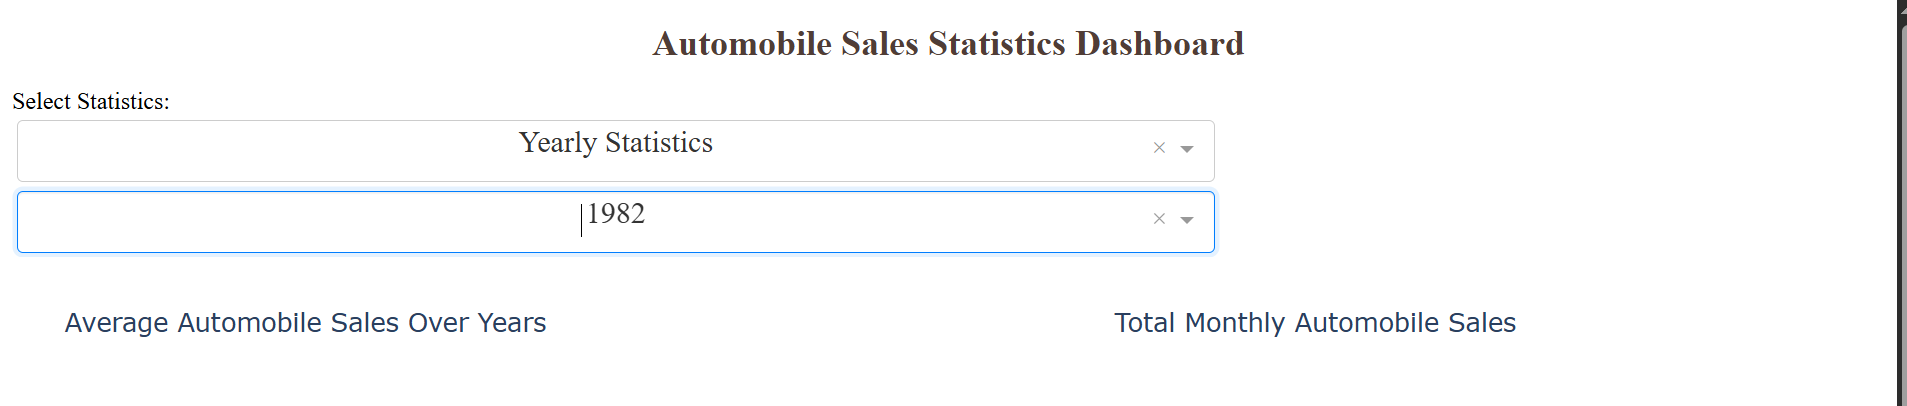 Automobile Sales Statistics Dashboard
Select Statistics:
Yearly Statistics
1982
Average Automobile Sales Over Years
Total Monthly Automobile Sales